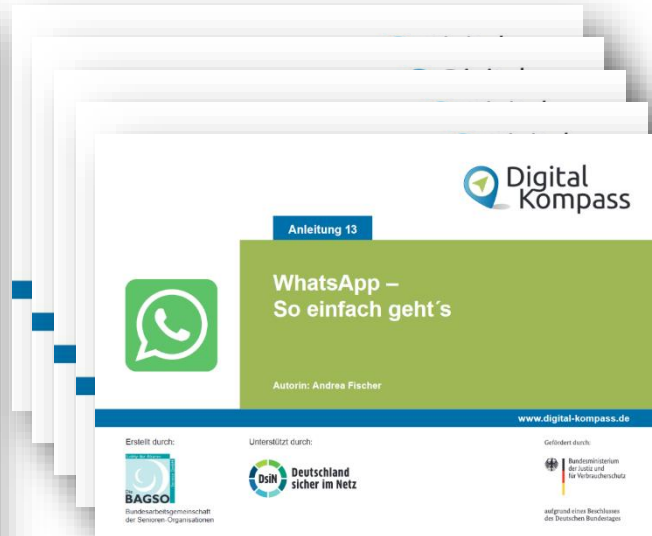 Digital
Kompass
Anleitung 13
WhatsApp –
So einfach geht´s
Autorin: Andrea Fischer
www.digital-kompass.de
Erstellt durch:
Unterstützt durch:
Gefördert durch:
Die
BAGSO
Bundesarbeitsgemeinschaft
der Senioren-Organisationen
DsiN
Deutschland
sicher im Netz
Bundesministerium
der Justiz und
für Verbraucherschutz
aufgrund eines Beschlusses
des Deutschen Bundestages